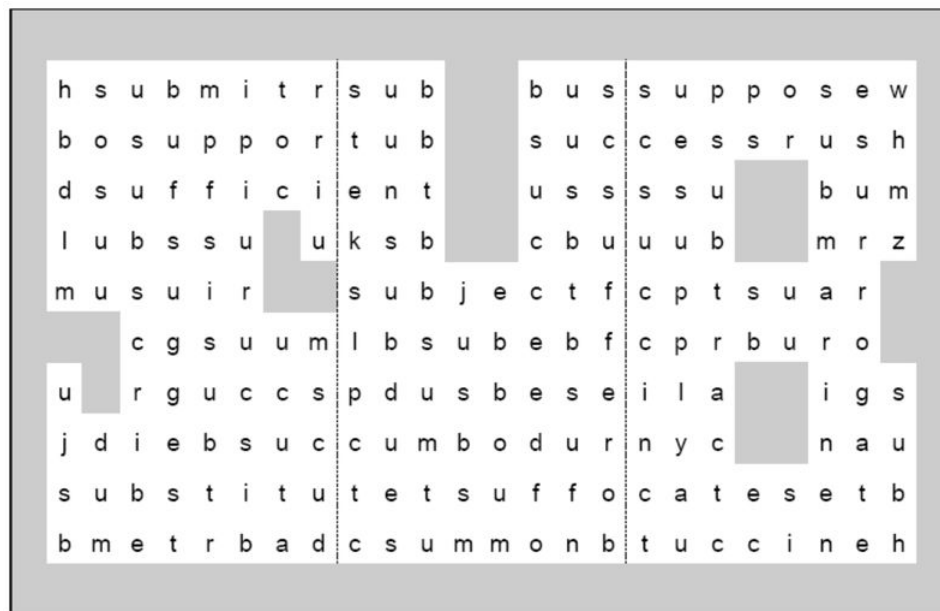 h s u b m i t r s u b b u s s u p p o s e w
b o s u p p o r t u b s u c c e s s r u s h
d s u f f i c i e n t u s s s s u b u m
l u b s s u u k s b c b u u u b m r z
m u s u i r s u b j e c t f c p t s u a r
c g s u u m l b s u b e b f c p r b u r o
u r g u c c s p d u s b e s e i l a i g s
j d i e b s u c c u m b o d u r n y c n a u
s u b s t i t u t e t s u f f o c a t e s e t b
b m e t r b a d c s u m m o n b t u c c i n e h